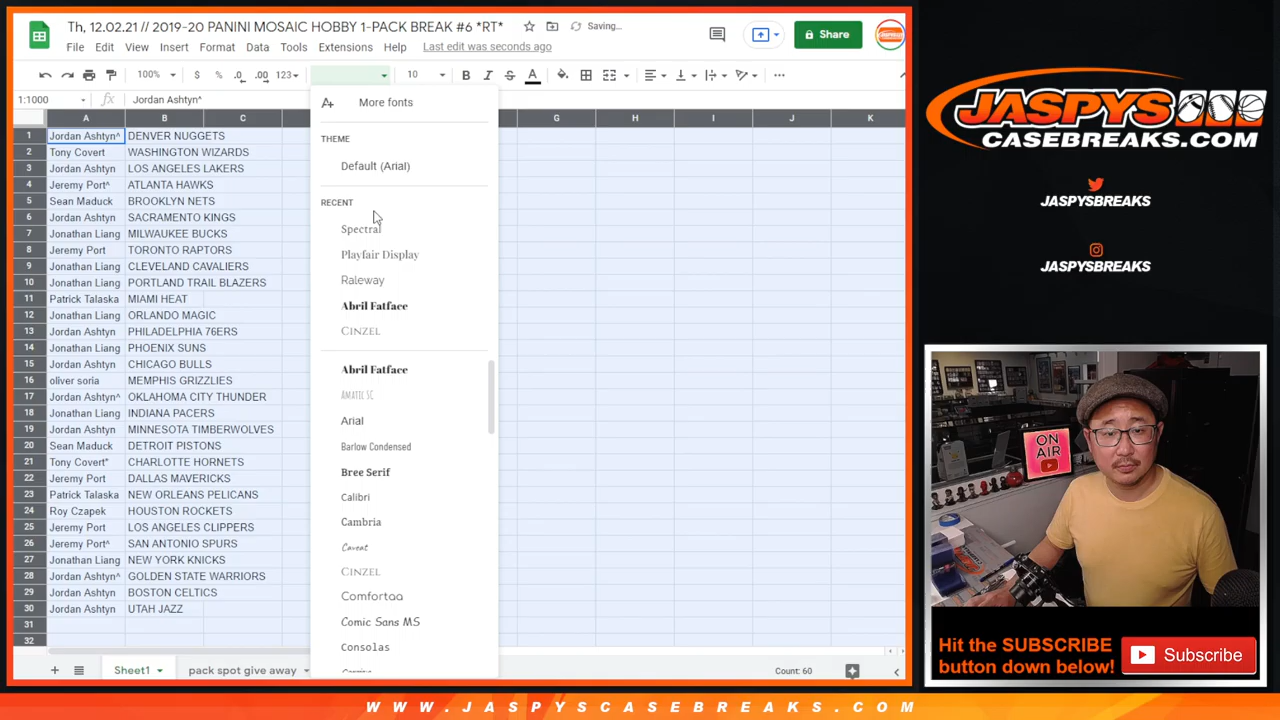 Th, 12.02.21 // 2019-20 PANINI MOSAIC HOBBY 1-PACK BREAK #6 *RT* Saving...
File Edit View Insert Format Data Tools Extensions Help Last edit was seconds ago
Share
100% $ % .0 .00 123 10 B I S A
1:1000 fx Jordan Ashtyn^
A B C G H I J K
1 Jordan Ashtyn^ DENVER NUGGETS
2 Tony Covert WASHINGTON WIZARDS
3 Jordan Ashtyn LOS ANGELES LAKERS
4 Jeremy Port^ ATLANTA HAWKS
5 Sean Maduck BROOKLYN NETS
6 Jordan Ashtyn SACRAMENTO KINGS
7 Jonathan Liang MILWAUKEE BUCKS
8 Jeremy Port TORONTO RAPTORS
9 Jonathan Liang CLEVELAND CAVALIERS
10 Jonathan Liang PORTLAND TRAIL BLAZERS
11 Patrick Talaska MIAMI HEAT
12 Jonathan Liang ORLANDO MAGIC
13 Jordan Ashtyn PHILADELPHIA 76ERS
14 Jonathan Liang PHOENIX SUNS
15 Jordan Ashtyn CHICAGO BULLS
16 oliver soria MEMPHIS GRIZZLIES
17 Jordan Ashtyn^ OKLAHOMA CITY THUNDER
18 Jonathan Liang INDIANA PACERS
19 Jordan Ashtyn MINNESOTA TIMBERWOLVES
20 Sean Maduck DETROIT PISTONS
21 Tony Covert" CHARLOTTE HORNETS
22 Jeremy Port DALLAS MAVERICKS
23 Patrick Talaska NEW ORLEANS PELICANS
24 Roy Czapek HOUSTON ROCKETS
25 Jeremy Port LOS ANGELES CLIPPERS
26 Jeremy Port^ SAN ANTONIO SPURS
27 Jonathan Liang NEW YORK KNICKS
28 Jordan Ashtyn^ GOLDEN STATE WARRIORS
29 Jordan Ashtyn BOSTON CELTICS
30 Jordan Ashtyn UTAH JAZZ
31
32
More fonts
THEME
Default (Arial)
RECENT
Spectral
Playfair Display
Raleway
Abril Fatface
CINZEL
Abril Fatface
AMATIC SC
Arial
Barlow Condensed
Bree Serif
Calibri
Cambria
Caveat
CINZEL
Comfortaa
Comic Sans MS
Consolas
Sheet1 pack spot give away Count: 60
JASPYS
CASEBREAKS.COM
JASPYSBREAKS
JASPYSBREAKS
ON
AIR
Hit the SUBSCRIBE
button down below!
Subscribe
WWW.JASPYSCASEBREAKS.COM